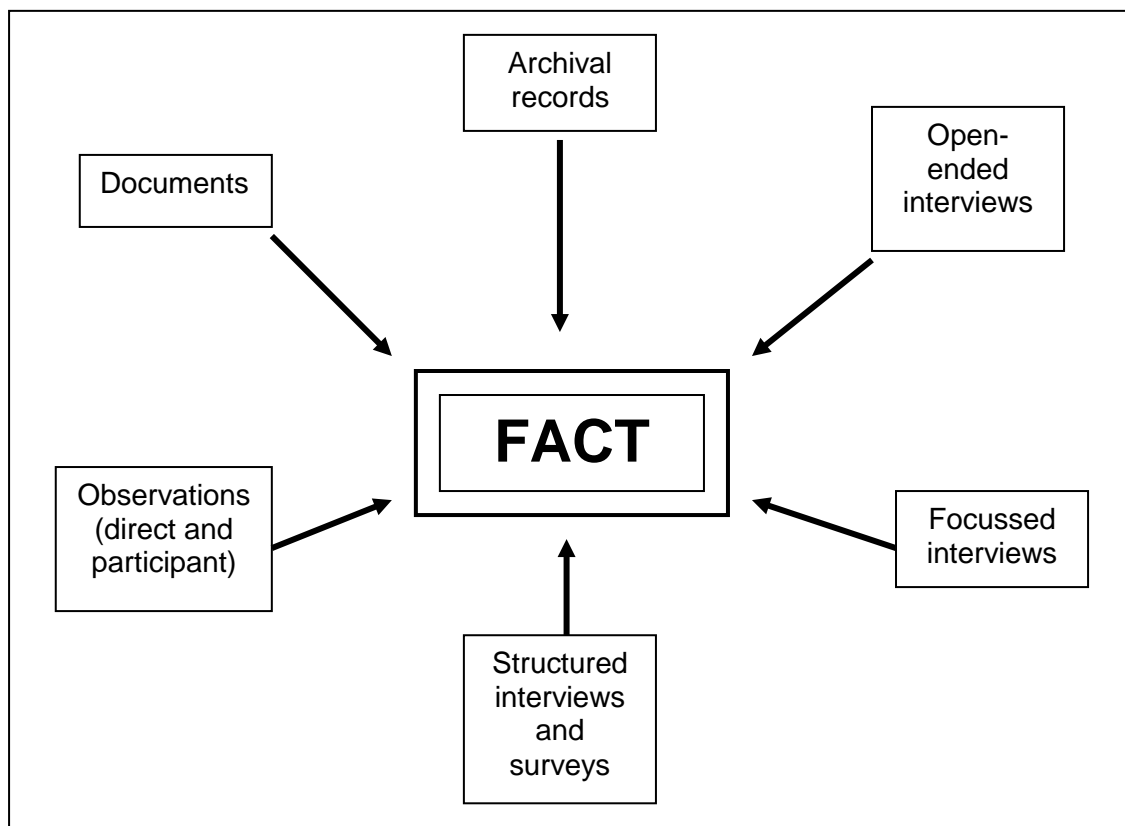 Archival
records
Open-
ended
interviews
Documents
FACT
Observations
(direct and
participant)
Focussed
interviews
Structured
interviews
and
surveys